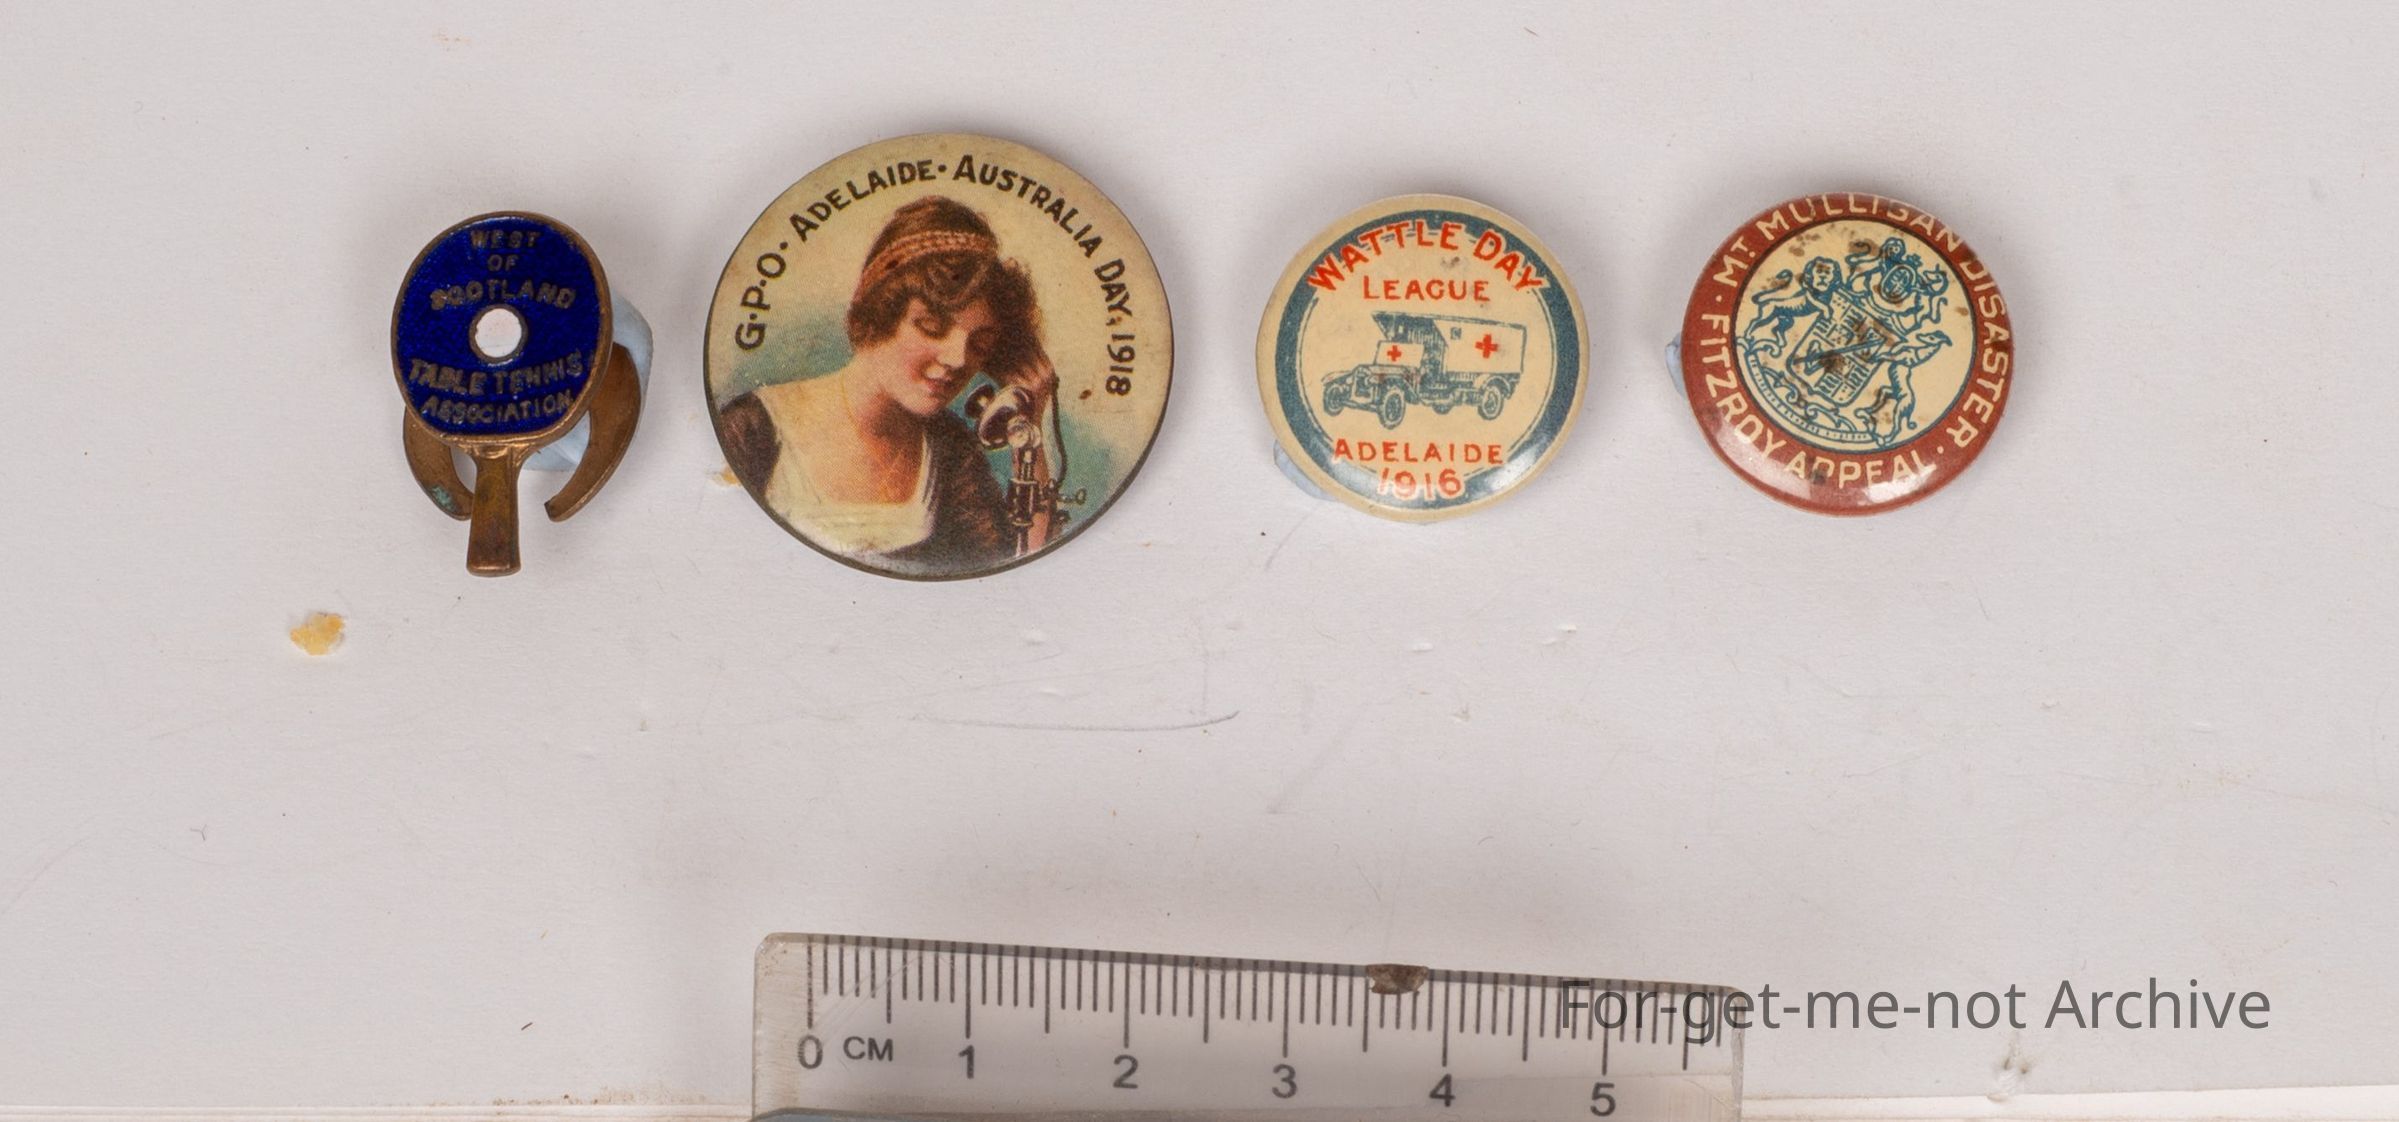 WEST
OF
SCOTLAND
TABLE TENNIS
ASSOCIATION
G·P·O· ADELAIDE· AUSTRALIA DAY, 1918
WATTLE·DAY
LEAGUE
ADELAIDE
1916
· MT MULLIGAN DISASTER ·
FITZROY APPEAL
0 CM 1 2 3 4 5
For-get-me-not Archive